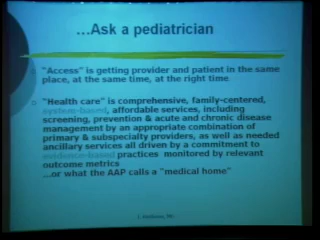 ...Ask a pediatrician
"Access" is getting provider and patient in the same
place, at the same time, at the right time
"Health care" is comprehensive, family-centered,
system-based, affordable services, including
screening, prevention & acute and chronic disease
management by an appropriate combination of
primary & subspecialty providers, as well as needed
ancillary services all driven by a commitment to
evidence-based practices monitored by relevant
outcome metrics
...or what the AAP calls a "medical home"